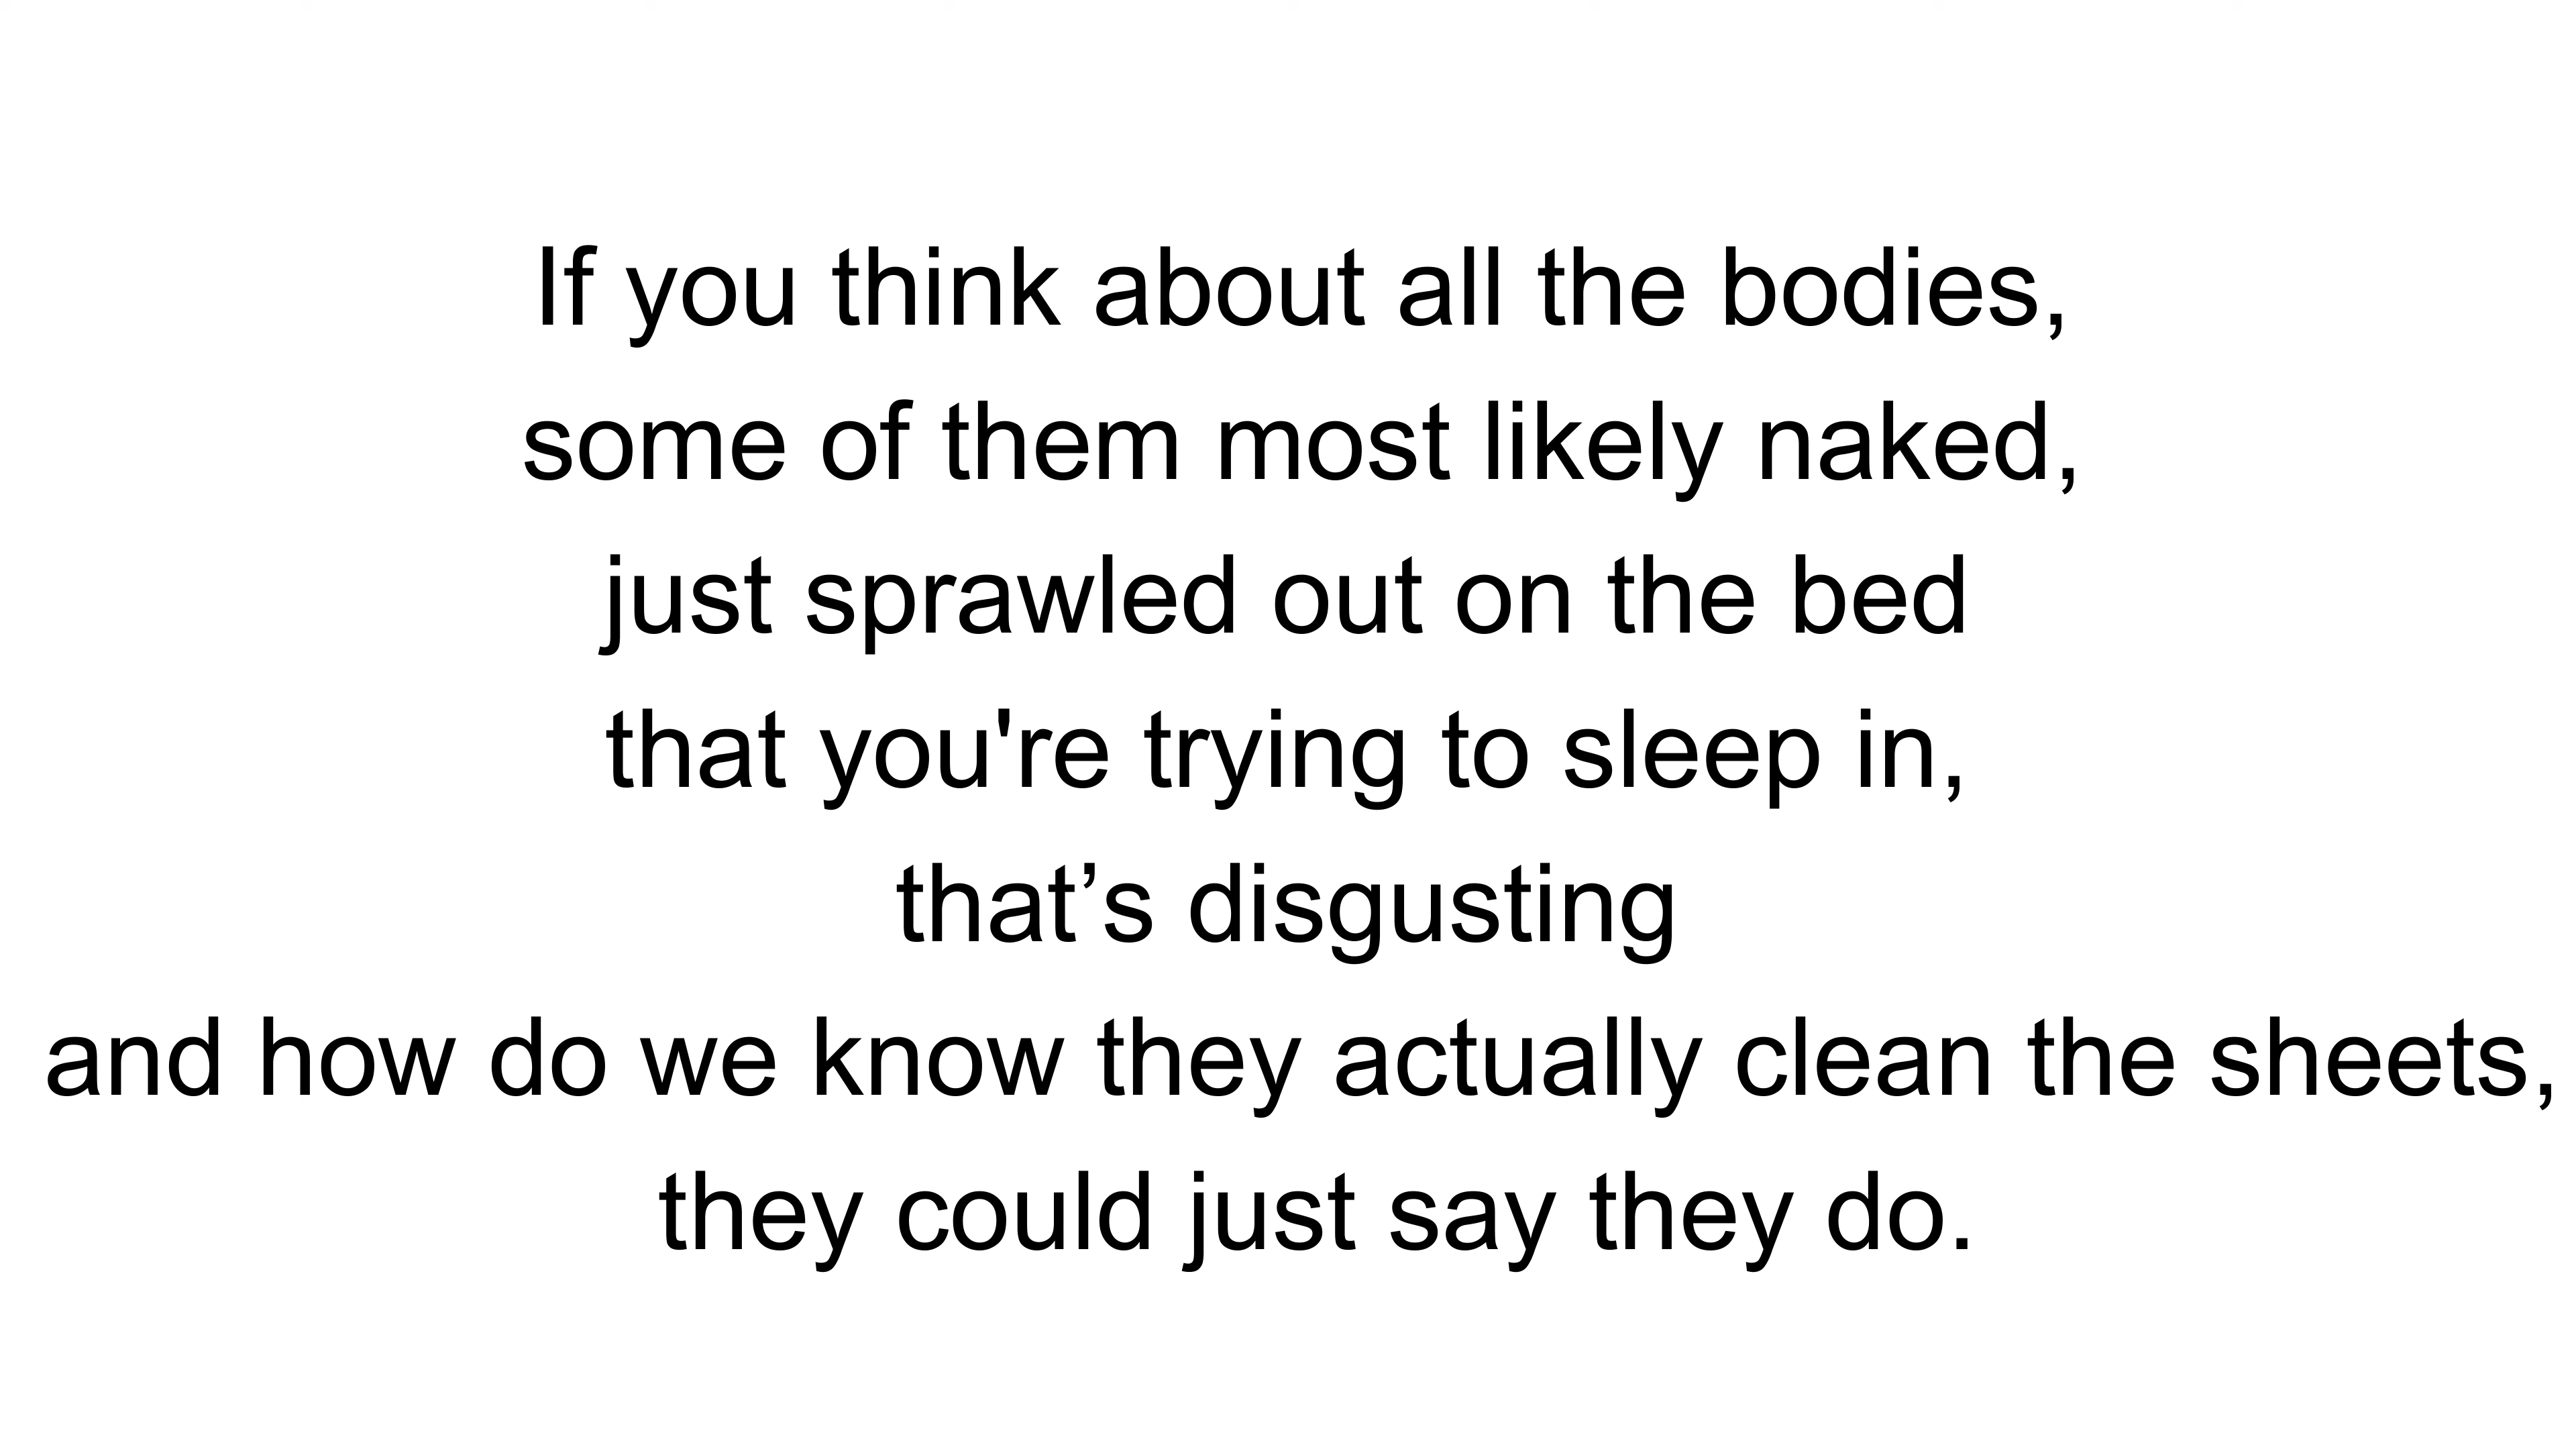 If you think about all the bodies,
some of them most likely naked,
just sprawled out on the bed
that you're trying to sleep in,
that’s disgusting
and how do we know they actually clean the sheets,
they could just say they do.